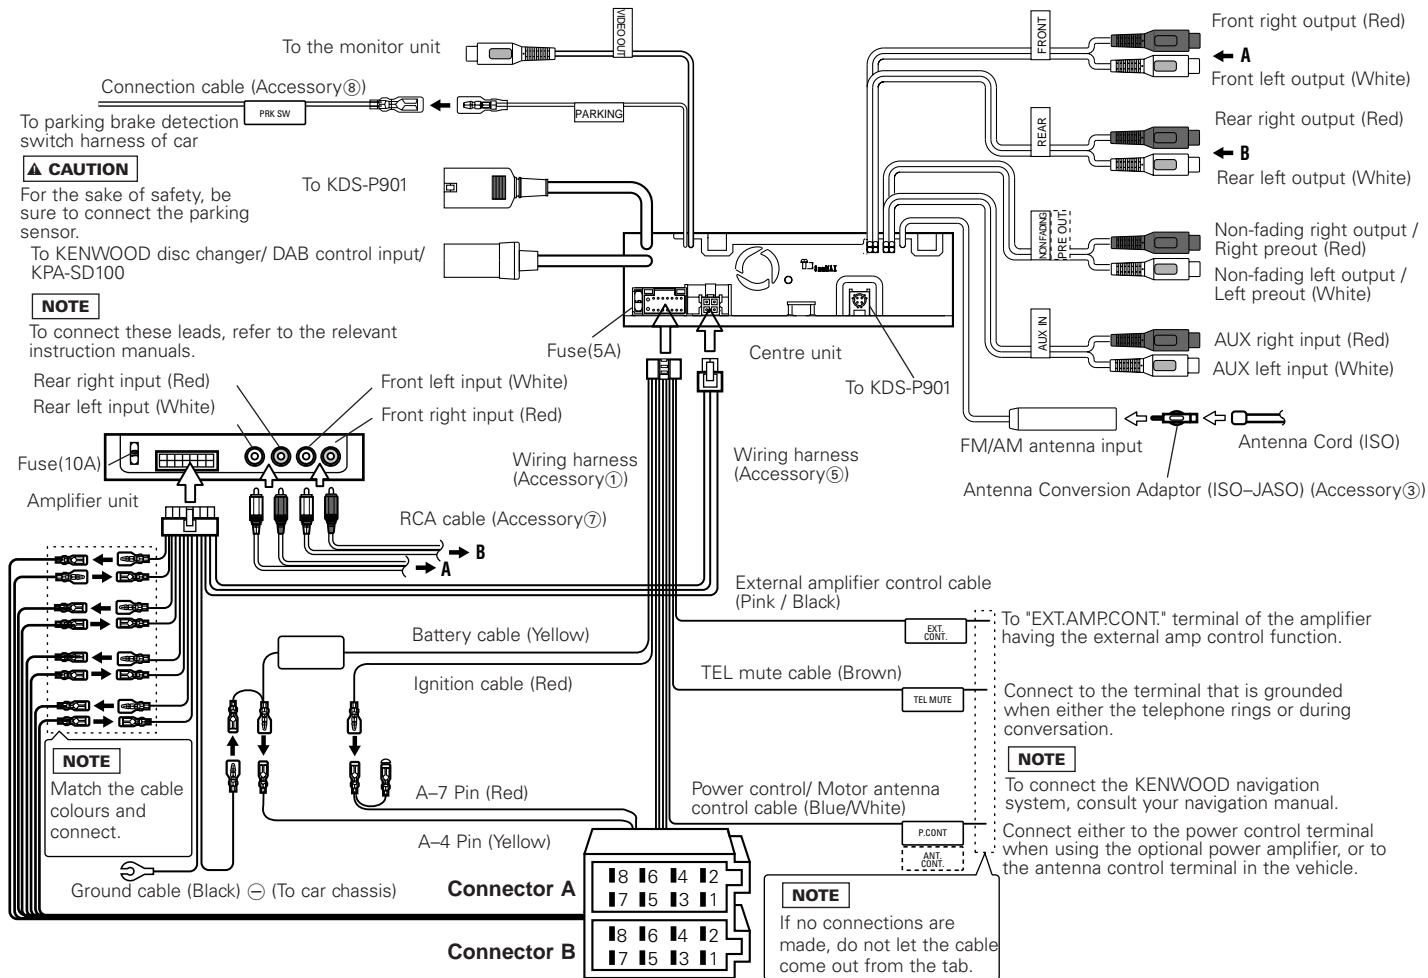 To the monitor unit
VIDEO OUT
Connection cable (Accessory⑧)
PRK SW
PARKING
To parking brake detection
switch harness of car
CAUTION
For the sake of safety, be
sure to connect the parking
sensor.
To KDS-P901
To KENWOOD disc changer/ DAB control input/
KPA-SD100
NOTE
To connect these leads, refer to the relevant
instruction manuals.
FRONT
Front right output (Red)
A
Front left output (White)
REAR
Rear right output (Red)
B
Rear left output (White)
NON-FADING
PRE OUT
Non-fading right output /
Right preout (Red)
Non-fading left output /
Left preout (White)
AUX IN
AUX right input (Red)
AUX left input (White)
Fuse(5A)
Centre unit
To KDS-P901
FM/AM antenna input
Antenna Cord (ISO)
Antenna Conversion Adaptor (ISO–JASO) (Accessory③)
Rear right input (Red)
Rear left input (White)
Front left input (White)
Front right input (Red)
Fuse(10A)
Amplifier unit
Wiring harness
(Accessory①)
Wiring harness
(Accessory⑤)
RCA cable (Accessory⑦)
B
A
External amplifier control cable
(Pink / Black)
EXT.
CONT.
To "EXT.AMP.CONT." terminal of the amplifier
having the external amp control function.
Battery cable (Yellow)
Ignition cable (Red)
TEL mute cable (Brown)
TEL MUTE
Connect to the terminal that is grounded
when either the telephone rings or during
conversation.
NOTE
To connect the KENWOOD navigation
system, consult your navigation manual.
NOTE
Match the cable
colours and
connect.
A–7 Pin (Red)
A–4 Pin (Yellow)
Power control/ Motor antenna
control cable (Blue/White)
P.CONT
ANT.
CONT.
Connect either to the power control terminal
when using the optional power amplifier, or to
the antenna control terminal in the vehicle.
Ground cable (Black) ⊖ (To car chassis)
Connector A
8 6 4 2
7 5 3 1
Connector B
8 6 4 2
7 5 3 1
NOTE
If no connections are
made, do not let the cable
come out from the tab.